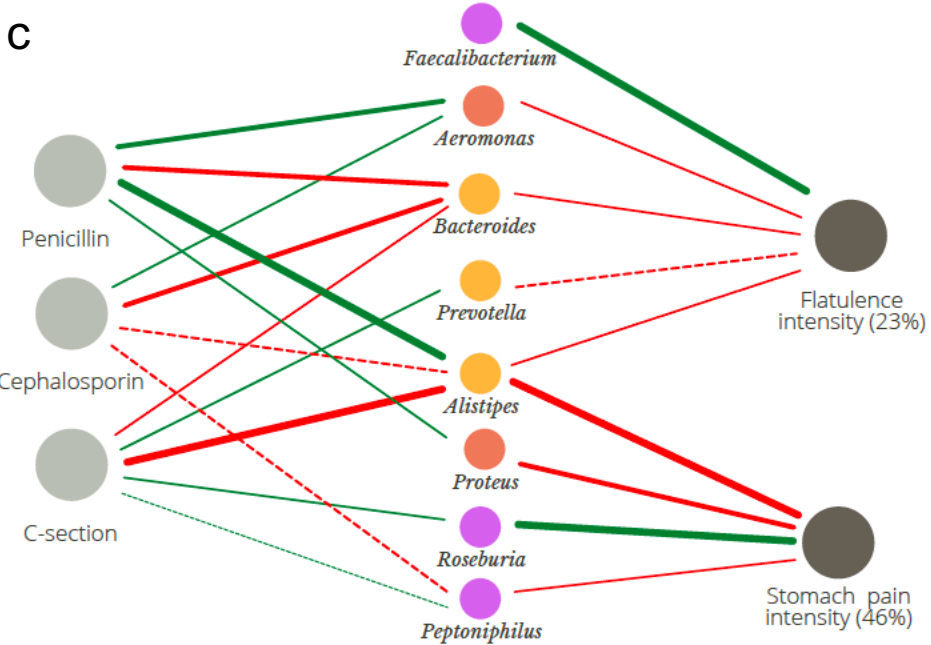 c
Faecalibacterium
Aeromonas
Penicillin
Bacteroides
Prevotella
Flatulence
intensity (23%)
Cephalosporin
Alistipes
Proteus
C-section
Roseburia
Stomach pain
intensity (46%)
Peptoniphilus